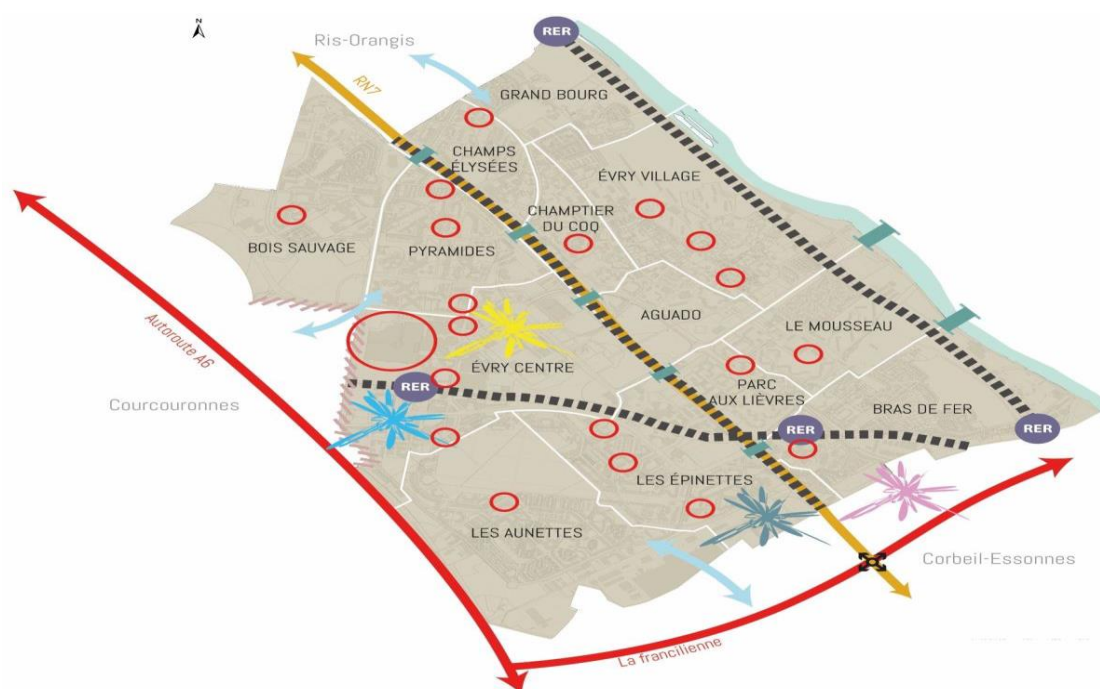 N
RER
Ris-Orangis
RN7
GRAND BOURG
CHAMPS
ÉLYSÉES
ÉVRY VILLAGE
CHAMPTIER
DU COQ
BOIS SAUVAGE
PYRAMIDES
AGUADO
LE MOUSSEAU
Autoroute A6
ÉVRY CENTRE
RER
PARC
AUX LIÈVRES
BRAS DE FER
Courcouronnes
RER
RER
LES ÉPINETTES
LES AUNETTES
Corbeil-Essonnes
La francilienne